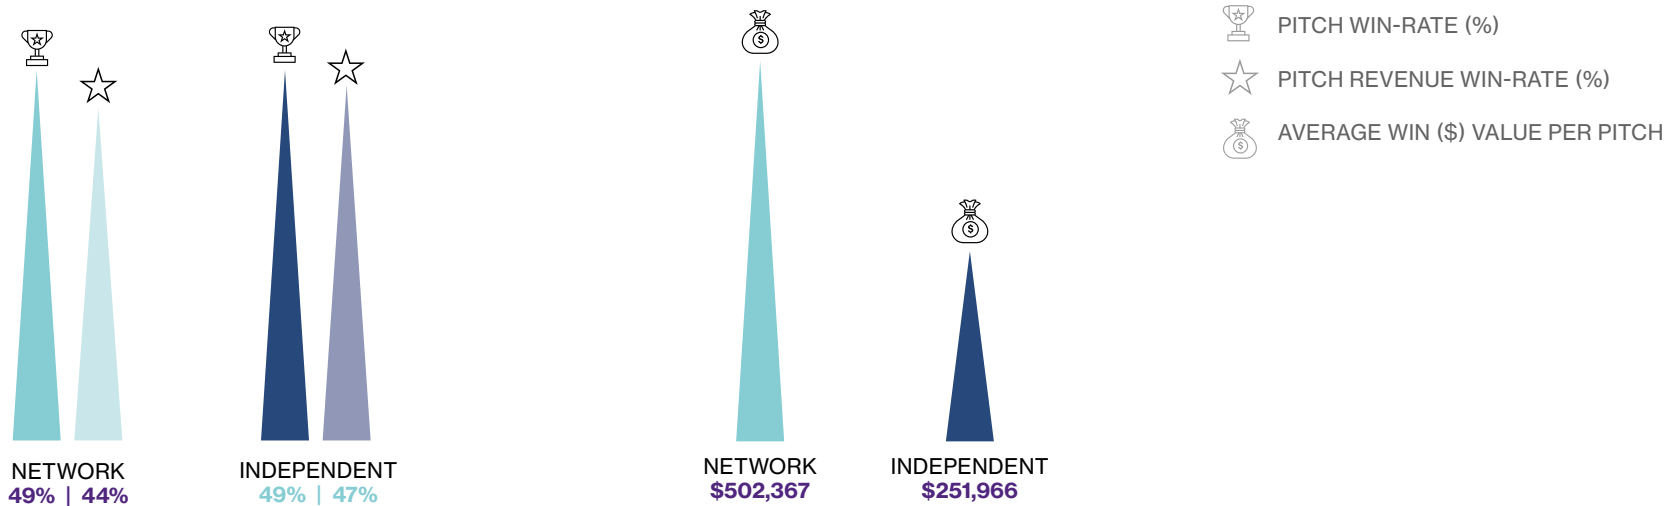 PITCH WIN-RATE (%)
PITCH REVENUE WIN-RATE (%)
AVERAGE WIN ($) VALUE PER PITCH
NETWORK
49% | 44%
INDEPENDENT
49% | 47%
NETWORK
$502,367
INDEPENDENT
$251,966